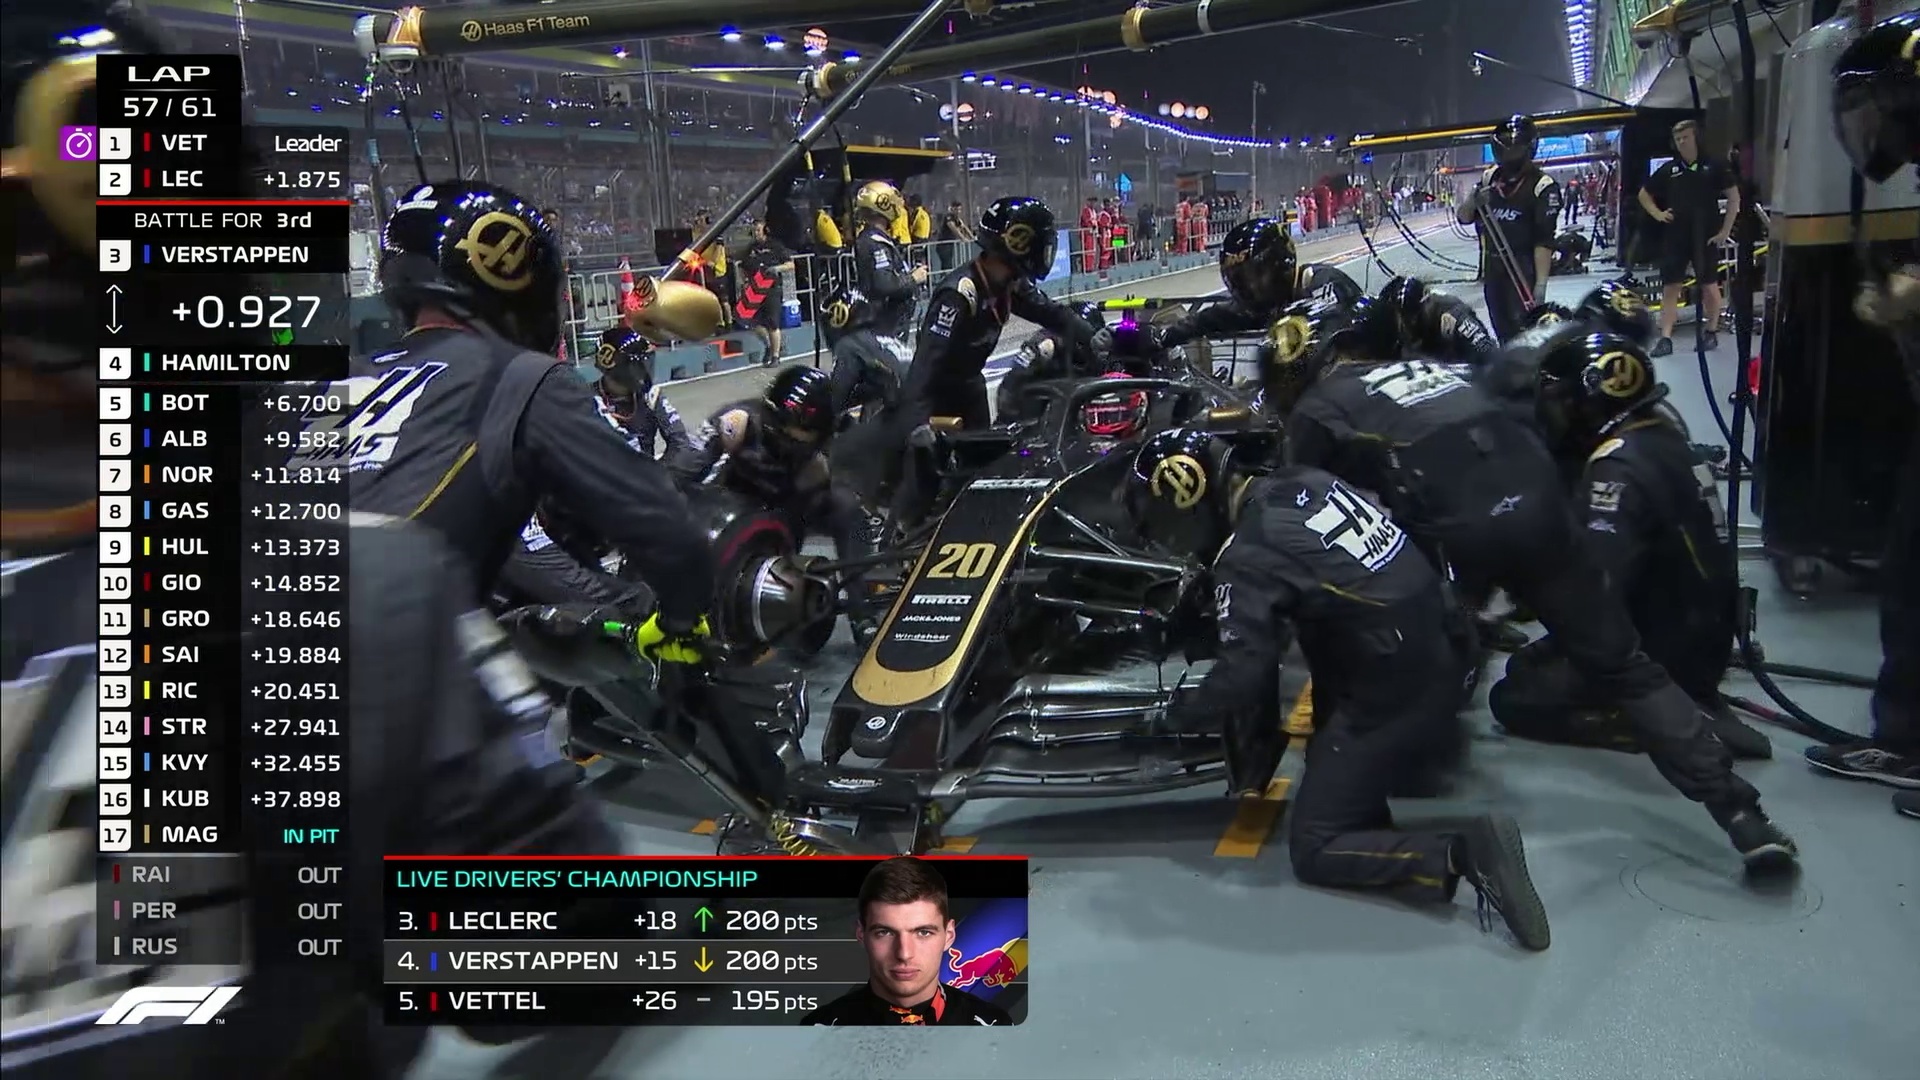 Haas F1 Team
LAP
57 / 61
1 VET Leader
2 LEC +1.875
BATTLE FOR 3rd
3 VERSTAPPEN
+0.927
4 HAMILTON
5 BOT +6.700
6 ALB +9.582
7 NOR +11.814
8 GAS +12.700
9 HUL +13.373
10 GIO +14.852
11 GRO +18.646
12 SAI +19.884
13 RIC +20.451
14 STR +27.941
15 KVY +32.455
16 KUB +37.898
17 MAG IN PIT
RAI OUT
PER OUT
RUS OUT
F1
HAAS
HAAS
HAAS
20
PIRELLI
JACK&JONES
Windshear
LIVE DRIVERS' CHAMPIONSHIP
3. LECLERC +18 ↑ 200 pts
4. VERSTAPPEN +15 ↓ 200 pts
5. VETTEL +26 – 195 pts